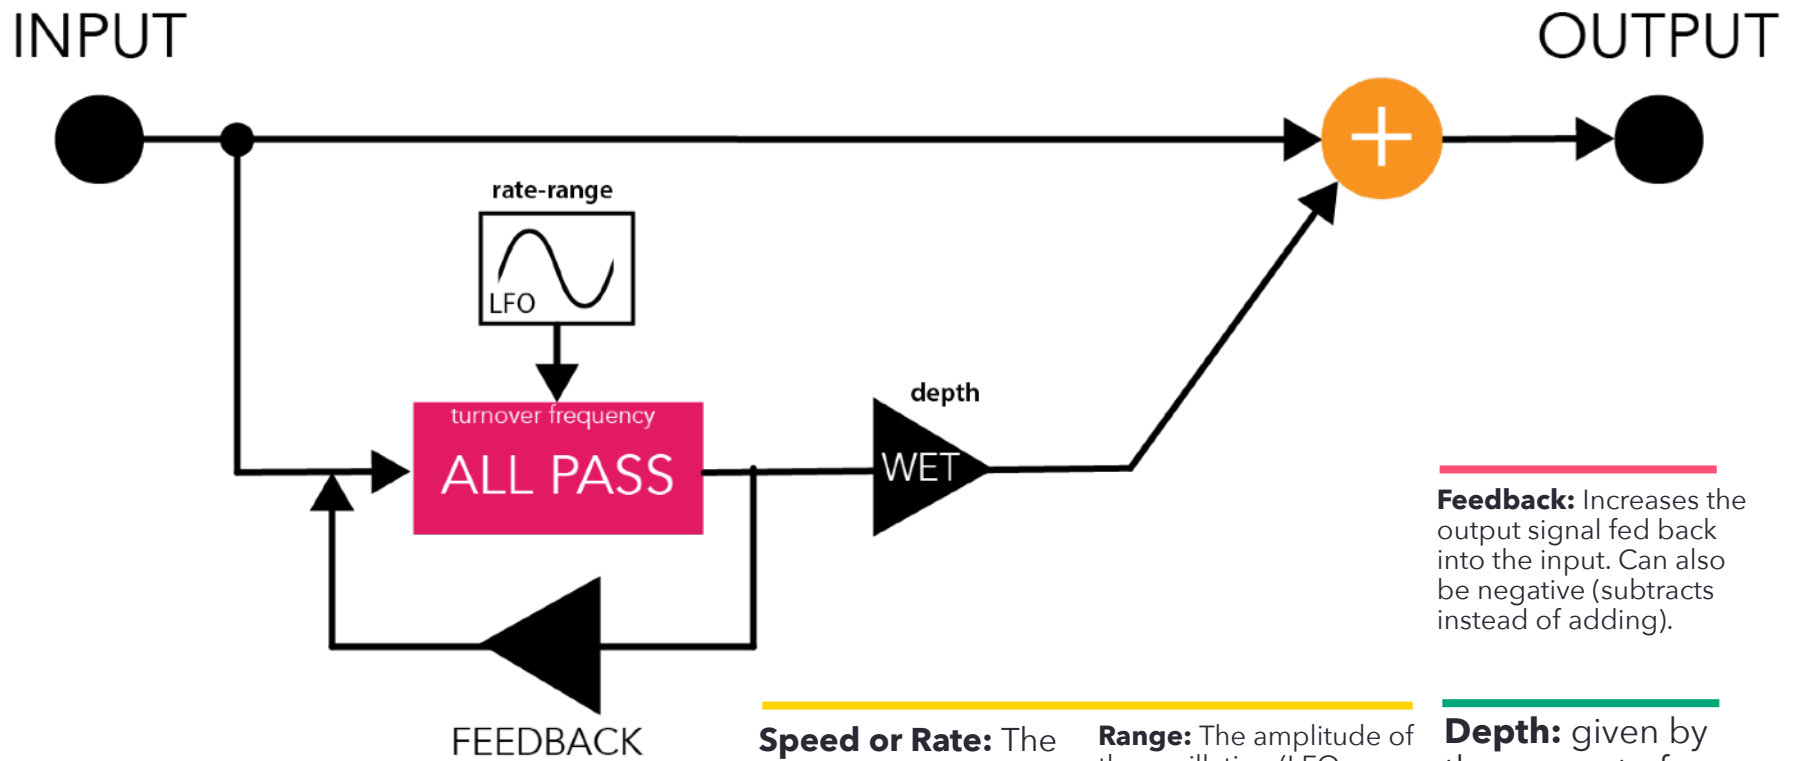 INPUT
OUTPUT
+
rate-range
LFO
turnover frequency
ALL PASS
depth
WET
FEEDBACK
Feedback: Increases the
output signal fed back
into the input. Can also
be negative (subtracts
instead of adding).
Speed or Rate: The
Range: The amplitude of
Depth: given by